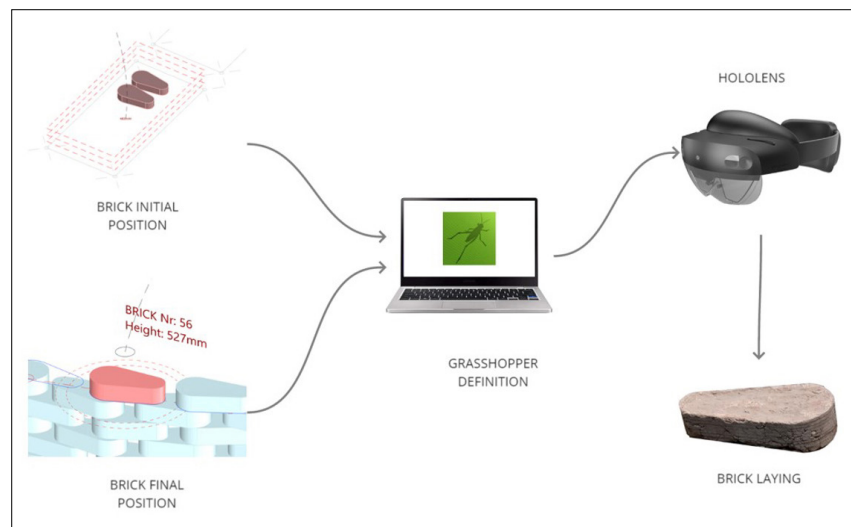 HOLOLENS
BRICK INITIAL
POSITION
BRICK Nr: 56
Height: 527mm
GRASSHOPPER
DEFINITION
BRICK FINAL
POSITION
BRICK LAYING